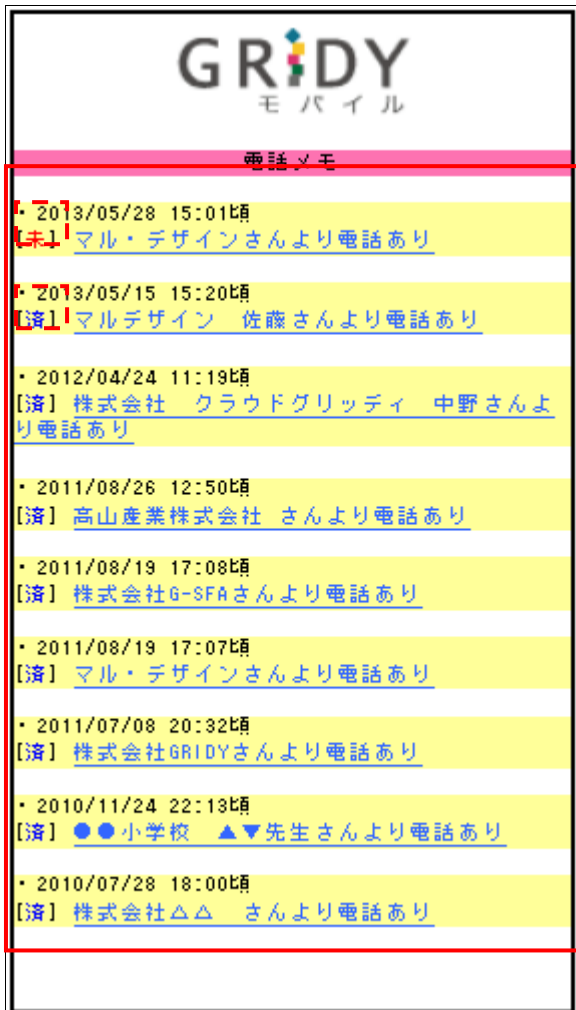 GRIDY
モバイル
電話メモ
・2013/05/28 15:01頃
[未] マル・デザインさんより電話あり
・2013/05/15 15:20頃
[済] マルデザイン　佐藤さんより電話あり
・2012/04/24 11:19頃
[済] 株式会社　クラウドグリッディ　中野さんよ
り電話あり
・2011/08/26 12:50頃
[済] 高山産業株式会社 さんより電話あり
・2011/08/19 17:08頃
[済] 株式会社G-SFAさんより電話あり
・2011/08/19 17:07頃
[済] マル・デザインさんより電話あり
・2011/07/08 20:32頃
[済] 株式会社GRIDYさんより電話あり
・2010/11/24 22:13頃
[済] ●●小学校　▲▼先生さんより電話あり
・2010/07/28 18:00頃
[済] 株式会社△△　さんより電話あり